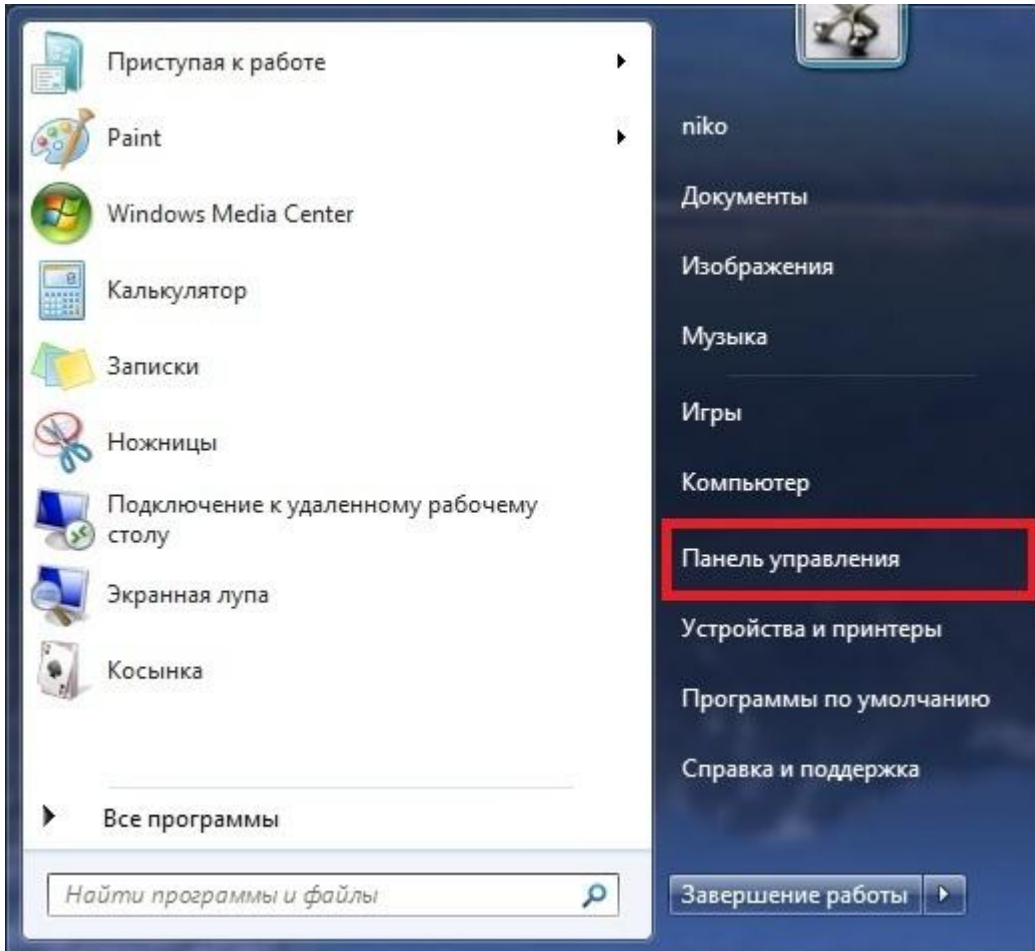 Приступая к работе
Paint
Windows Media Center
Калькулятор
Записки
Ножницы
Подключение к удаленному рабочему
столу
Экранная лупа
Косынка
Все программы
Найти программы и файлы
niko
Документы
Изображения
Музыка
Игры
Компьютер
Панель управления
Устройства и принтеры
Программы по умолчанию
Справка и поддержка
Завершение работы